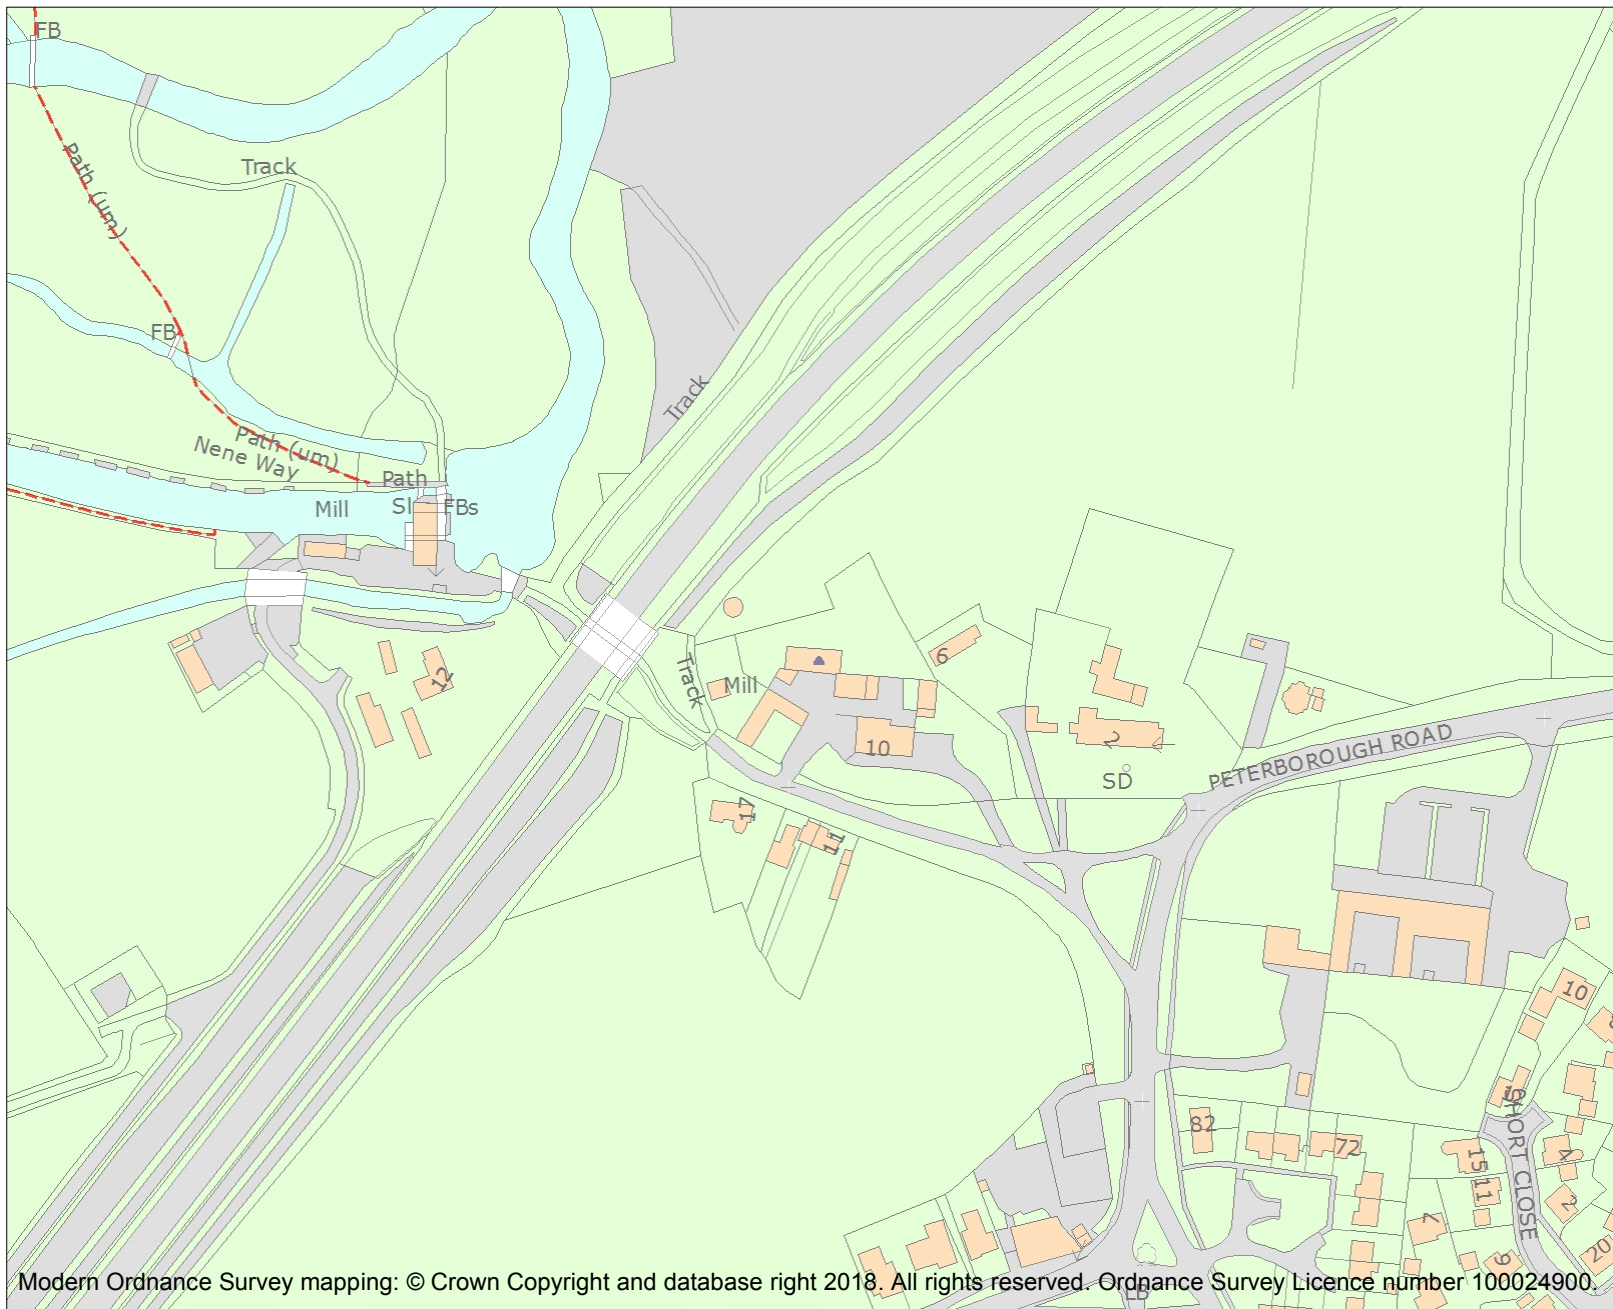 FB
Path (um)
Track
FB
Track
Path (um)
Nene Way
Path
Mill
Sl
FBs
12
Track
Mill
6
10
2
SD
PETERBOROUGH ROAD
17
11
10
82
72
SHORT CLOSE
15
11
4
2
7
9
20
LB
Modern Ordnance Survey mapping: © Crown Copyright and database right 2018. All rights reserved. Ordnance Survey Licence number 100024900.